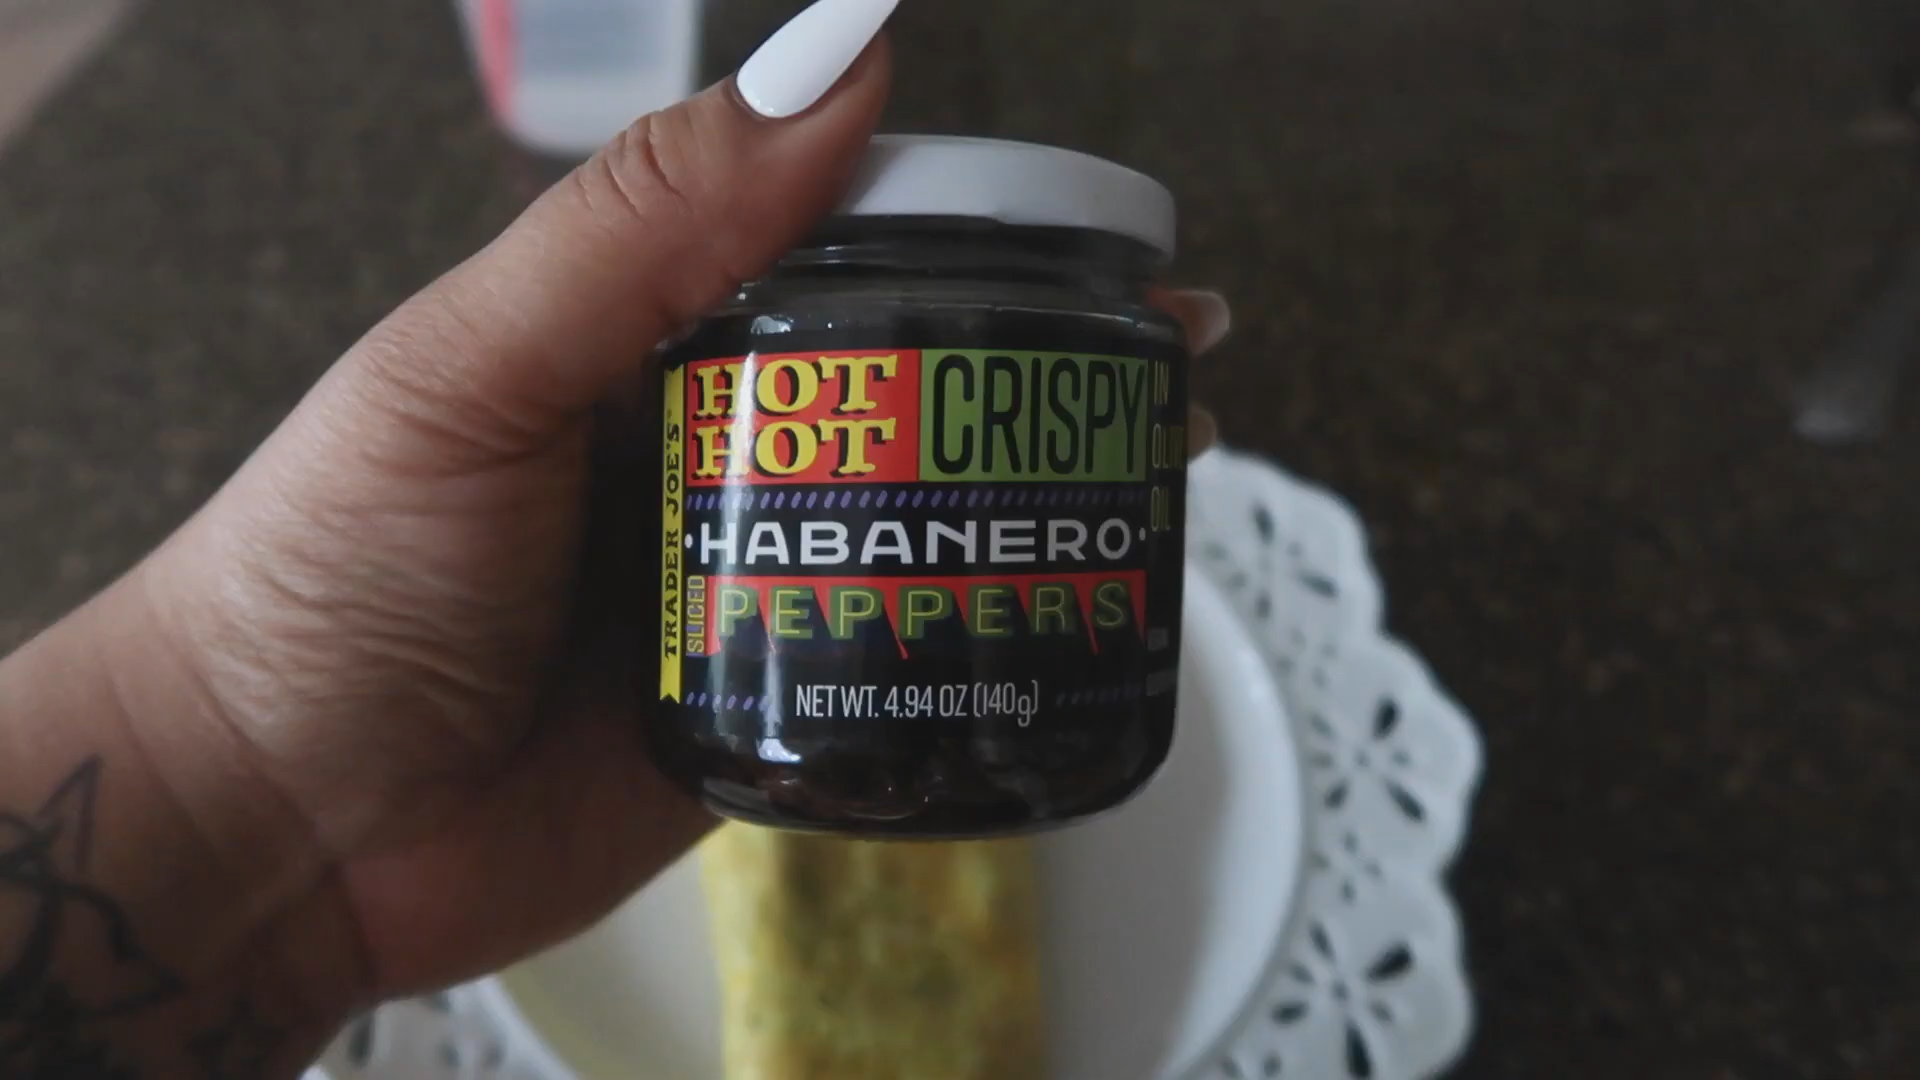 TRADER JOE'S
HOT
HOT
CRISPY
IN
OLIVE
OIL
HABANERO
SLICED
PEPPERS
NET WT. 4.94 OZ (140g)